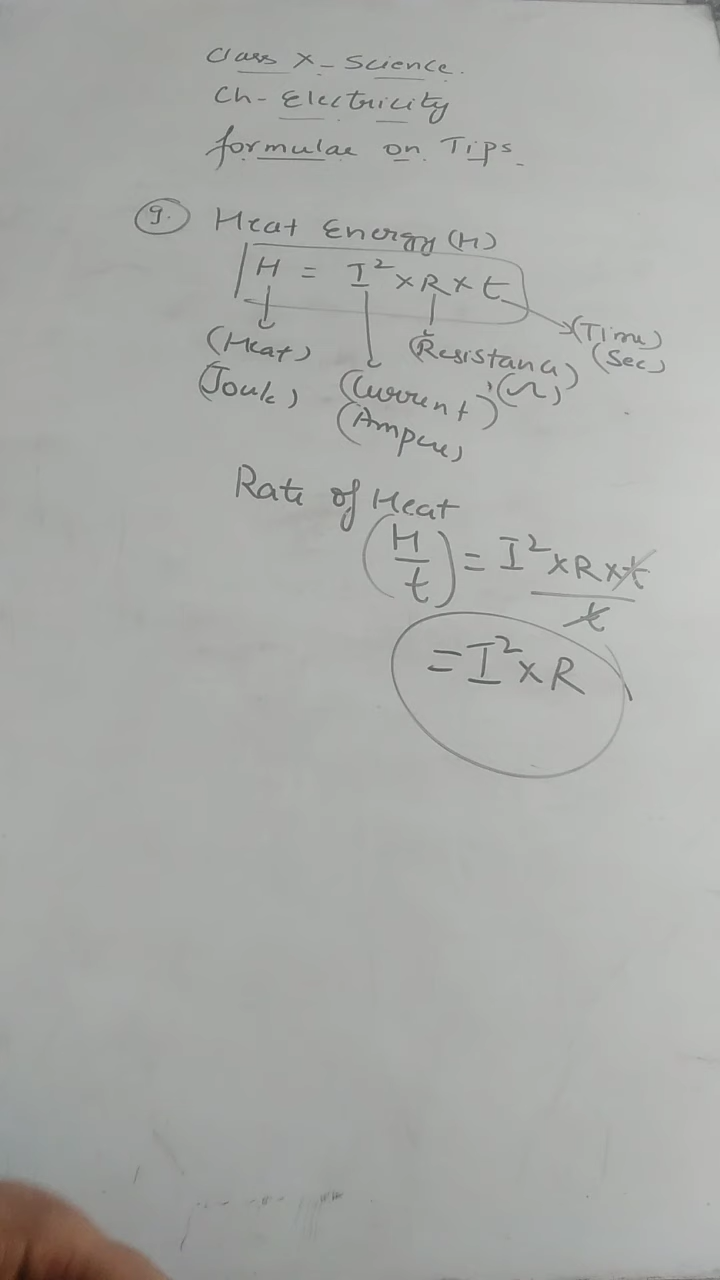 Class X - Science.
Ch- Electricity
formulae on Tips
9. Heat Energy (H)
H = I² x R x t
(Heat) (Resistance) (Time)
(Joule) (Current) (Ω) (Sec)
(Ampere)
Rate of Heat
(H/t) = I² x R x t / t
= I² x R